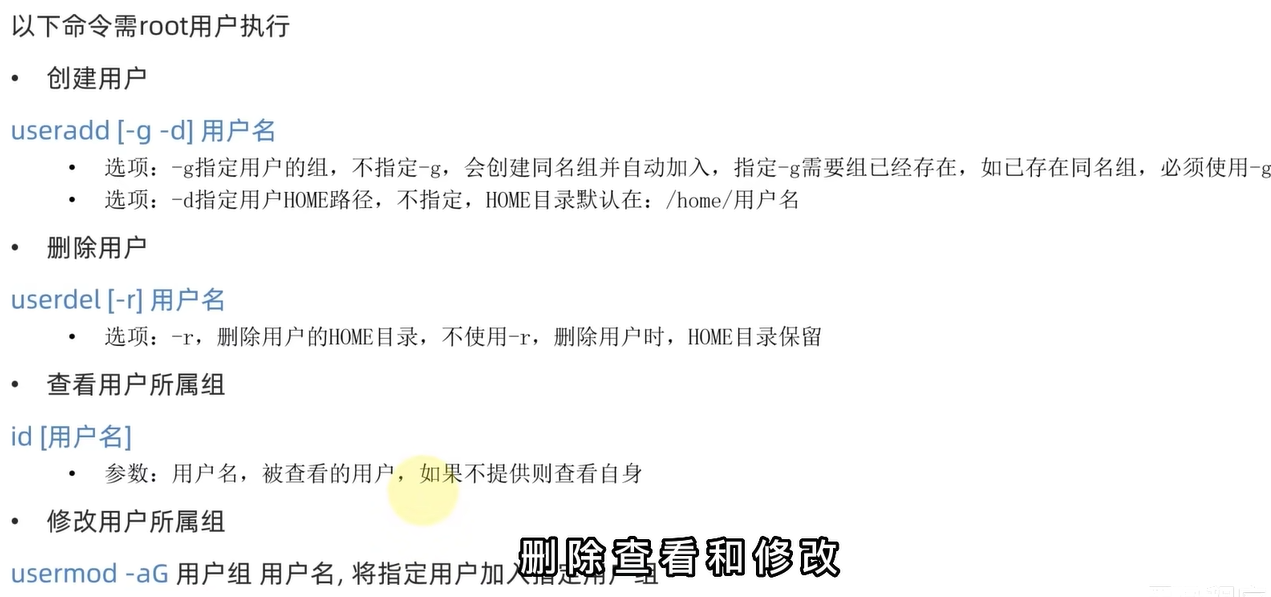 以下命令需root用户执行
• 创建用户
useradd [-g -d] 用户名
• 选项：-g指定用户的组，不指定-g，会创建同名组并自动加入，指定-g需要组已经存在，如已存在同名组，必须使用-g
• 选项：-d指定用户HOME路径，不指定，HOME目录默认在：/home/用户名
• 删除用户
userdel [-r] 用户名
• 选项：-r，删除用户的HOME目录，不使用-r，删除用户时，HOME目录保留
• 查看用户所属组
id [用户名]
• 参数：用户名，被查看的用户，如果不提供则查看自身
• 修改用户所属组
usermod -aG 用户组 用户名, 将指定用户加入指定用户组
删除查看和修改